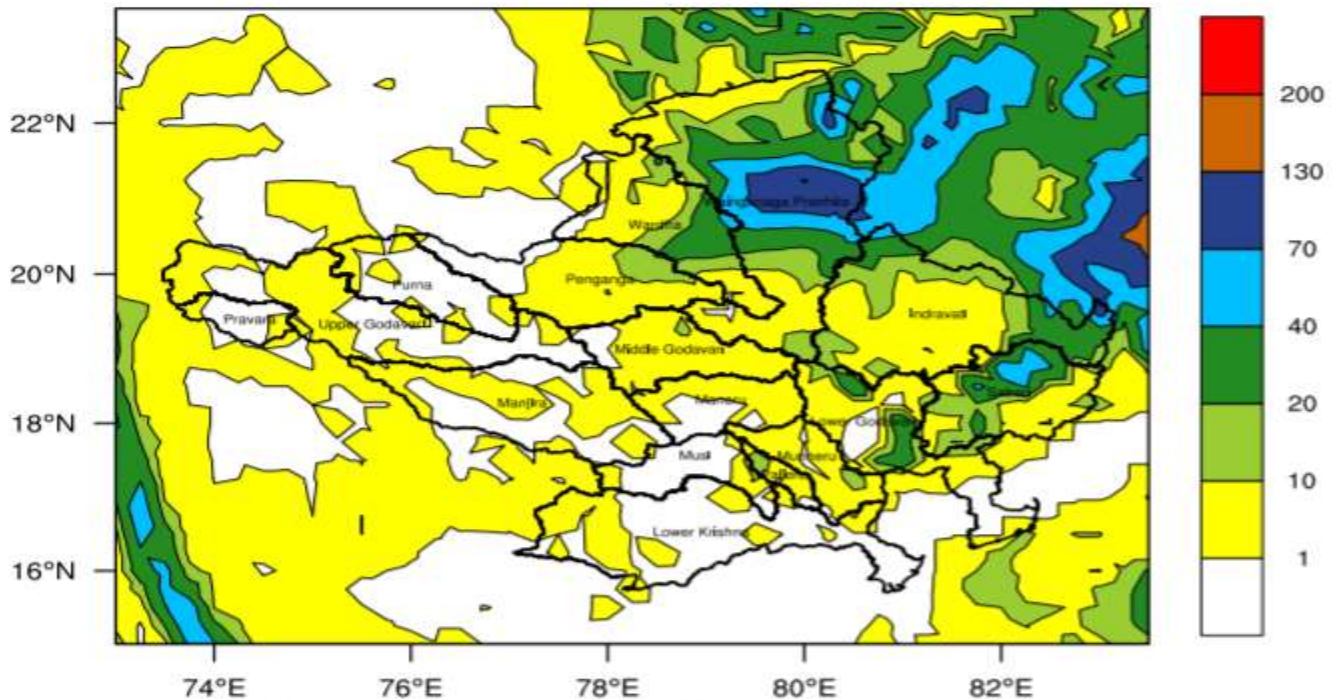 22°N
20°N
18°N
16°N
74°E
76°E
78°E
80°E
82°E
Wardha
Penganga
Purna
Pravara
Upper Godavari
Indravati
Middle Godavari
Manjira
Maneru
Lower Godavari
Musi
Munneru
Lower Krishna
200
130
70
40
20
10
1